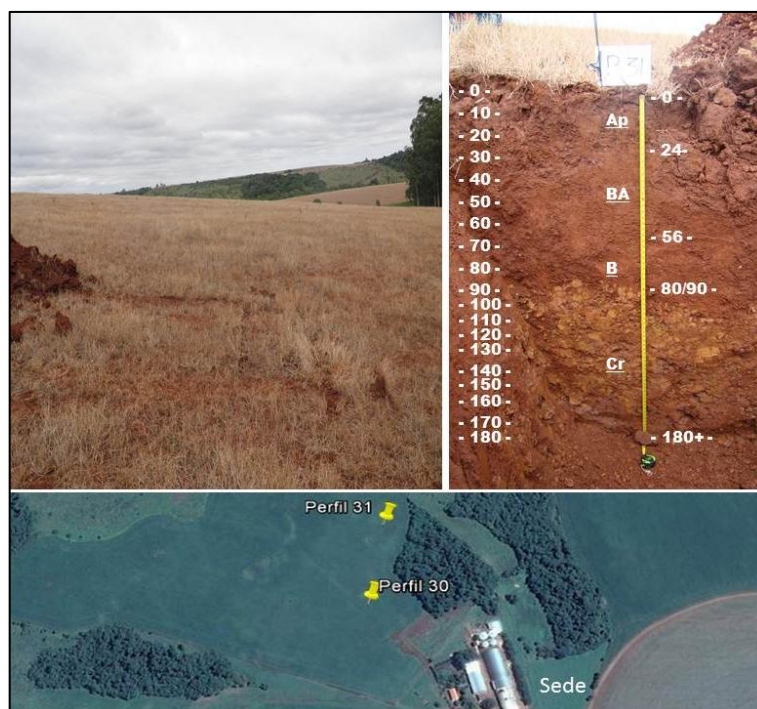 P 31
- 0 -
- 10 -
- 20 -
- 30 -
- 40 -
- 50 -
- 60 -
- 70 -
- 80 -
- 90 -
- 100 -
- 110 -
- 120 -
- 130 -
- 140 -
- 150 -
- 160 -
- 170 -
- 180 -
Ap
BA
B
Cr
- 0 -
- 24 -
- 56 -
- 80/90 -
- 180+ -
Perfil 31
Perfil 30
Sede